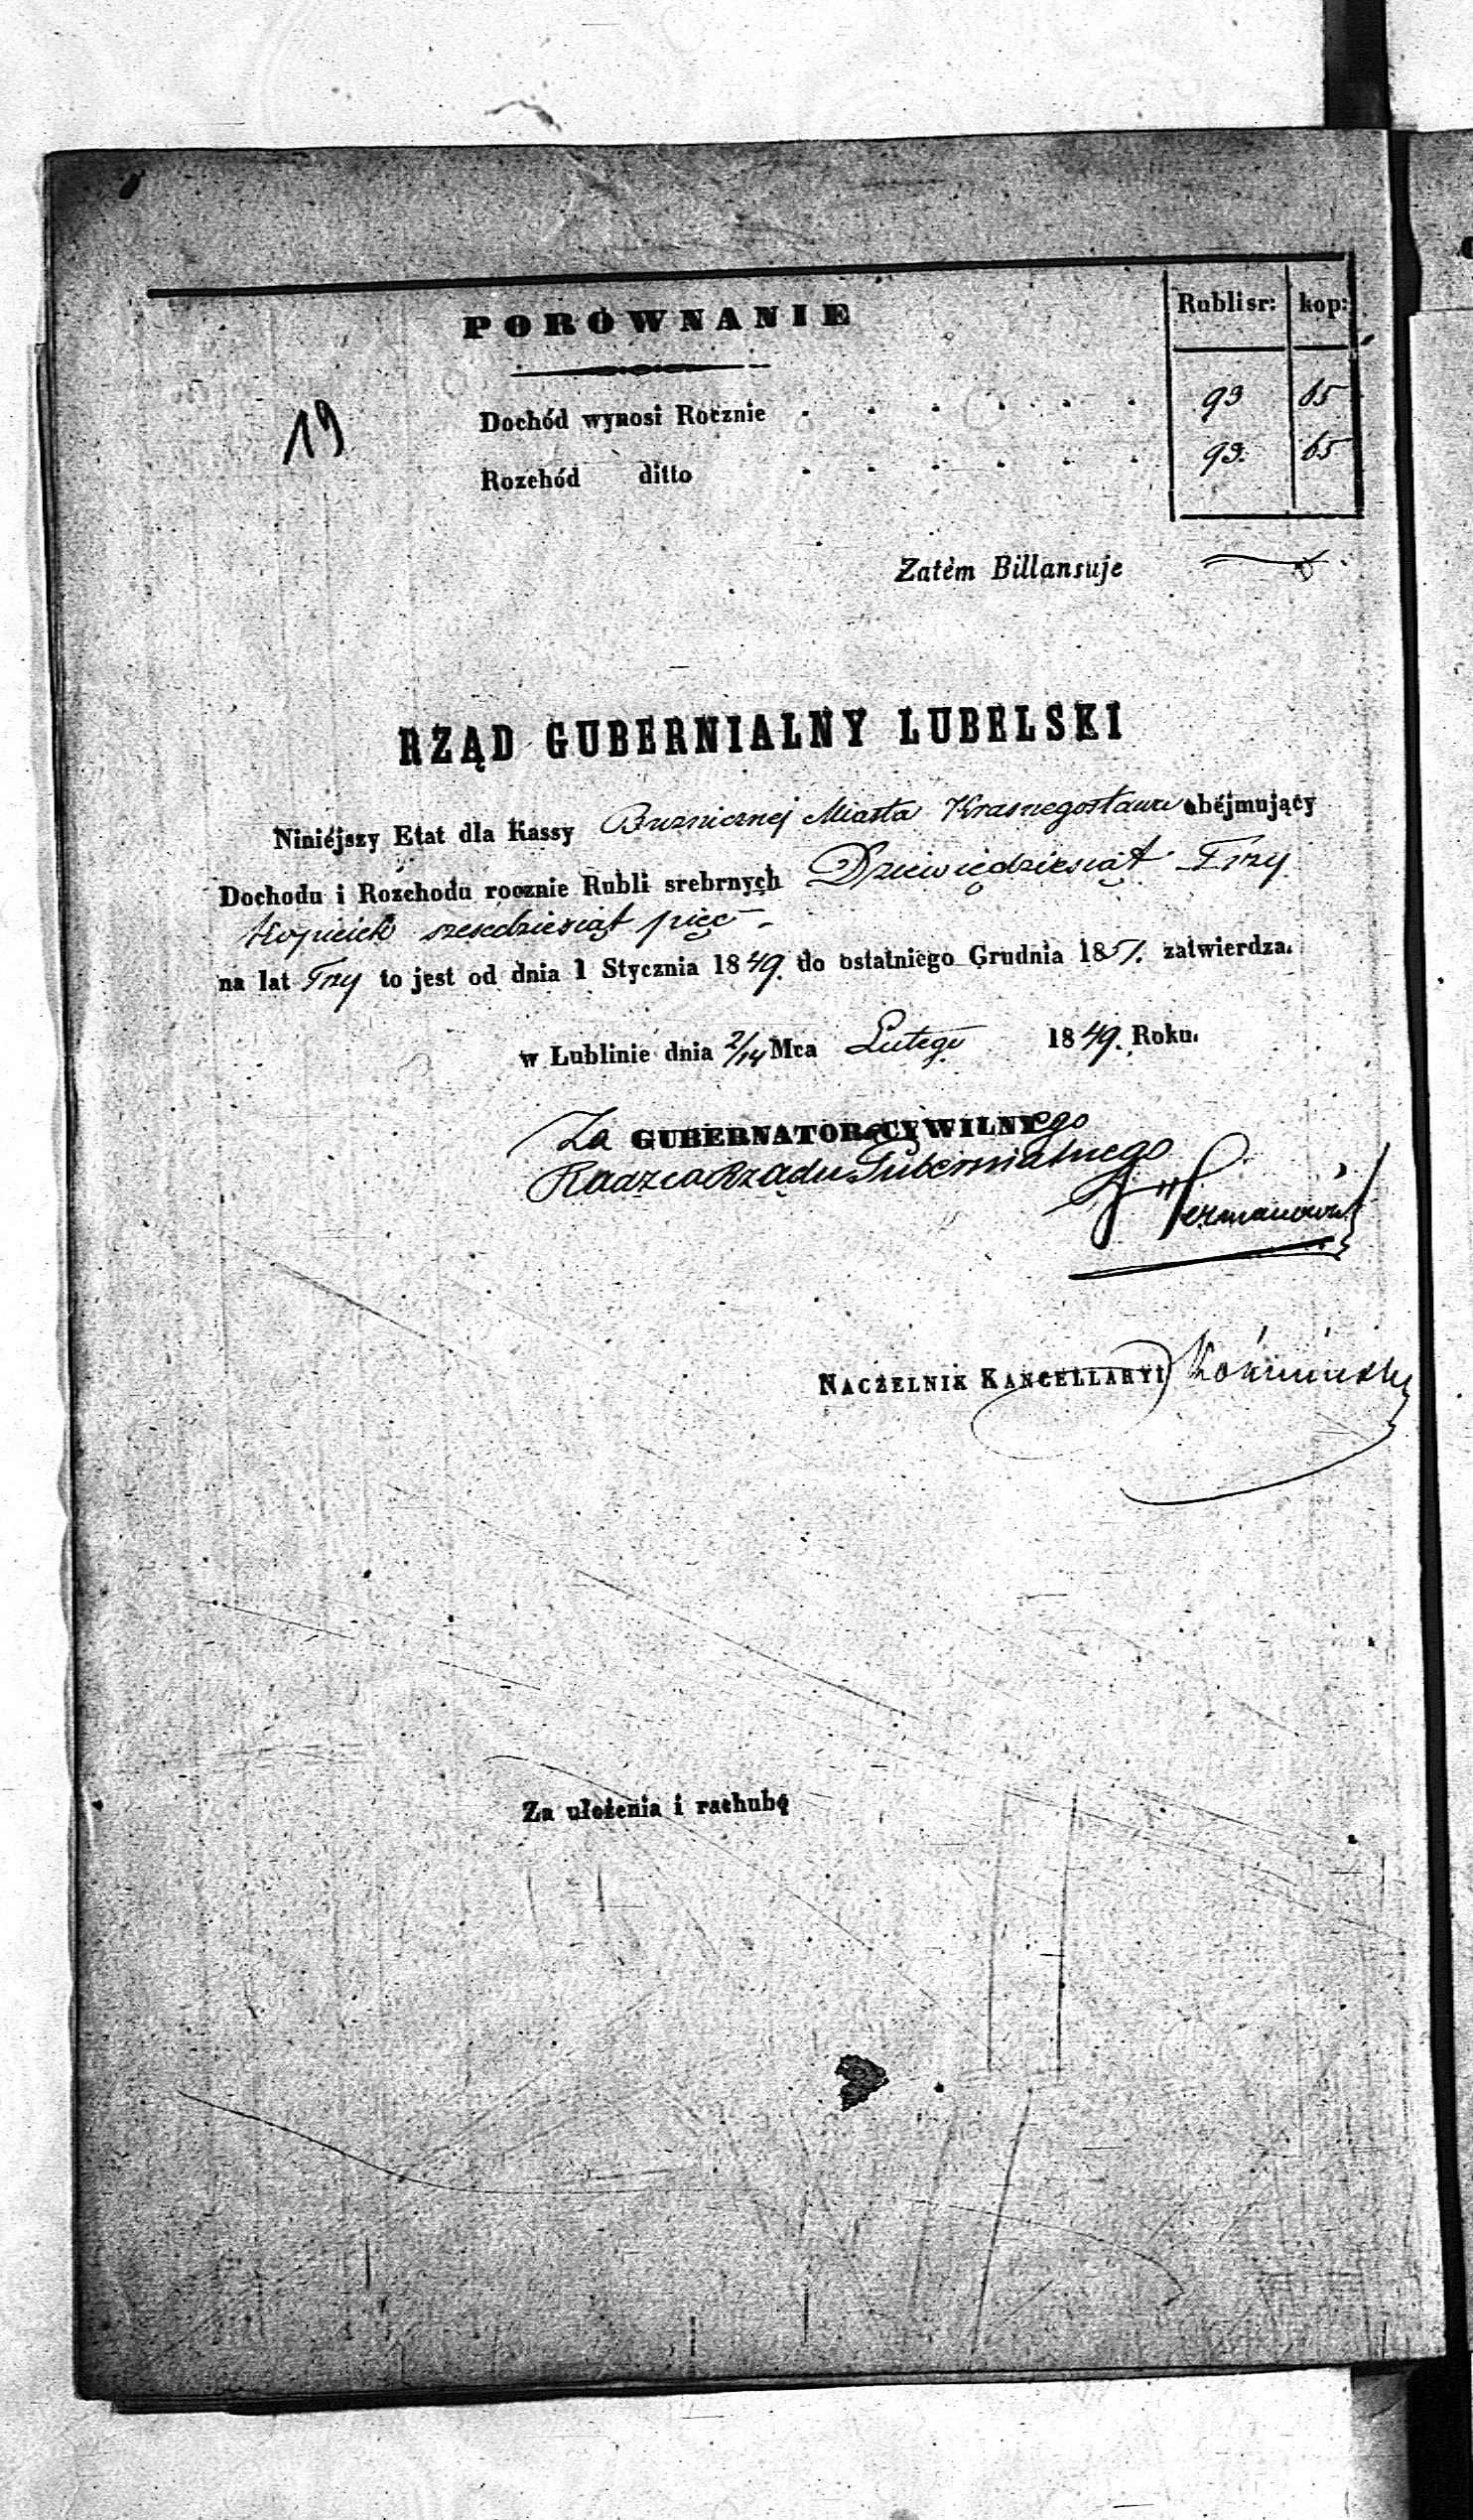 PORÓWNANIE
Rubli sr: kop:
19
Dochód wynosi Rocznie . . . . . . 93 65
Rozchód ditto . . . . . . 93. 65
Zatém Billansuje
RZĄD GUBERNIALNY LUBELSKI
Niniéjszy Etat dla Kassy Bużnicznej Miasta Krasnegostawu obéjmujący
Dochodu i Rozchodu rocznie Rubli srebrnych Dziewięćdziesiąt Trzy
kopieiek sześćdziesiąt pięć
na lat Trzy to jest od dnia 1 Stycznia 1849. do ostatniego Grudnia 1851. zatwierdza.
w Lublinie dnia 2/14 Mca Lutego 1849. Roku.
Za GUBERNATORa CYWILNego
Radzca Rządu Gubernialnego
NACZELNIK KANCELLARYI
Za ułożenia i rachubę